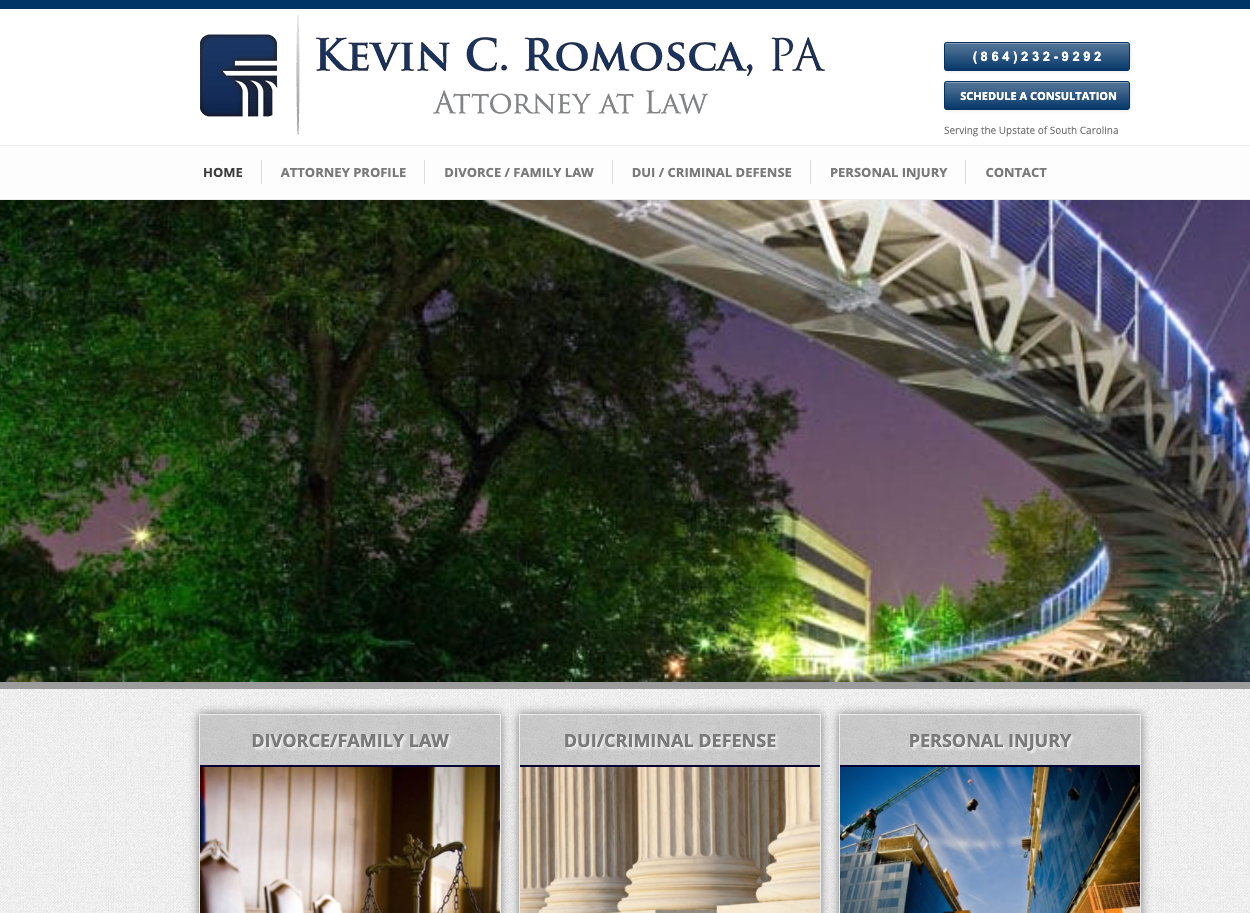 KEVIN C. ROMOSCA, PA
ATTORNEY AT LAW
(864)232-9292
SCHEDULE A CONSULTATION
Serving the Upstate of South Carolina
HOME
ATTORNEY PROFILE
DIVORCE / FAMILY LAW
DUI / CRIMINAL DEFENSE
PERSONAL INJURY
CONTACT
DIVORCE/FAMILY LAW
DUI/CRIMINAL DEFENSE
PERSONAL INJURY